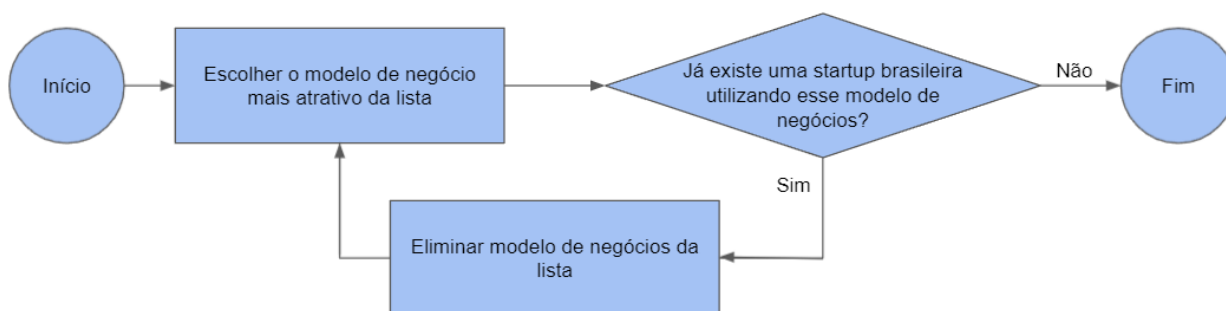 Início
Escolher o modelo de negócio
mais atrativo da lista
Já existe uma startup brasileira
utilizando esse modelo de
negócios?
Não
Fim
Sim
Eliminar modelo de negócios da
lista